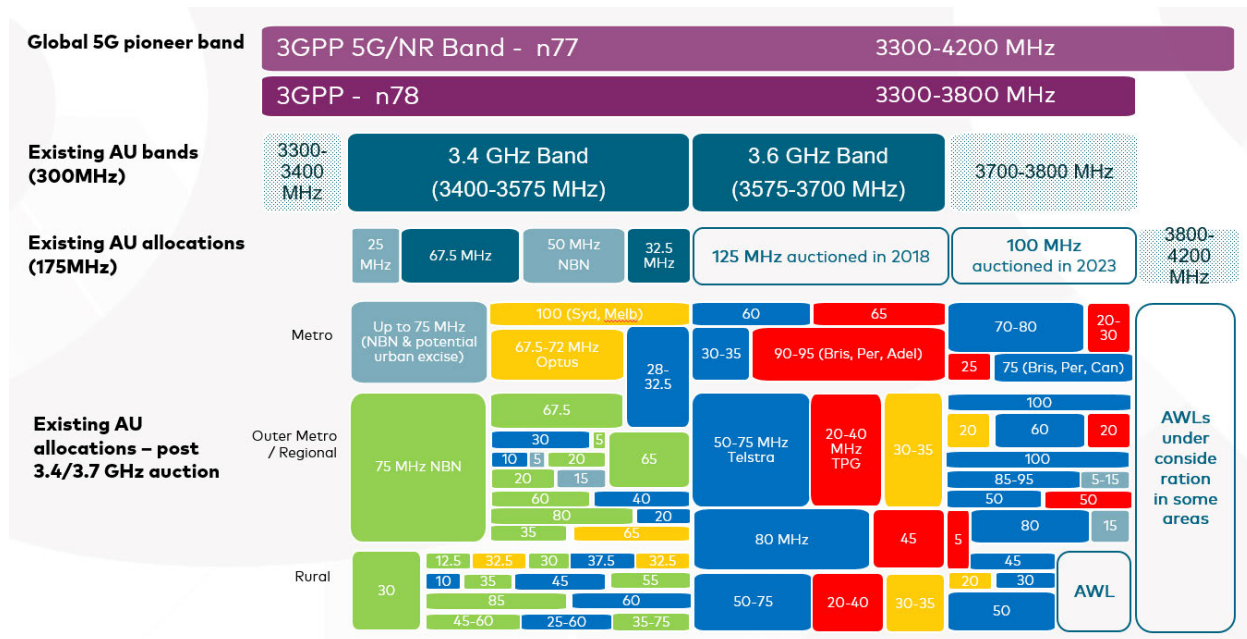 Global 5G pioneer band
3GPP 5G/NR Band - n77
3300-4200 MHz
3GPP - n78
3300-3800 MHz
Existing AU bands
(300MHz)
3300-
3400
MHz
3.4 GHz Band
(3400-3575 MHz)
3.6 GHz Band
(3575-3700 MHz)
3700-3800 MHz
Existing AU allocations
(175MHz)
25
MHz
67.5 MHz
50 MHz
NBN
32.5
MHz
125 MHz auctioned in 2018
100 MHz
auctioned in 2023
3800-
4200
MHz
Existing AU
allocations – post
3.4/3.7 GHz auction
Metro
Up to 75 MHz
(NBN & potential
urban excise)
100 (Syd, Melb)
67.5-72 MHz
Optus
28-
32.5
60
65
30-35
90-95 (Bris, Per, Adel)
70-80
20-
30
25
75 (Bris, Per, Can)
Outer Metro
/ Regional
75 MHz NBN
67.5
30
5
10
5
20
20
15
65
60
40
80
20
35
65
50-75 MHz
Telstra
20-40
MHz
TPG
30-35
80 MHz
45
100
20
60
20
100
85-95
5-15
50
50
5
80
15
Rural
30
12.5
32.5
30
37.5
32.5
10
35
45
55
85
60
45-60
25-60
35-75
50-75
20-40
30-35
45
20
30
50
AWL
AWLs
under
conside
ration
in some
areas